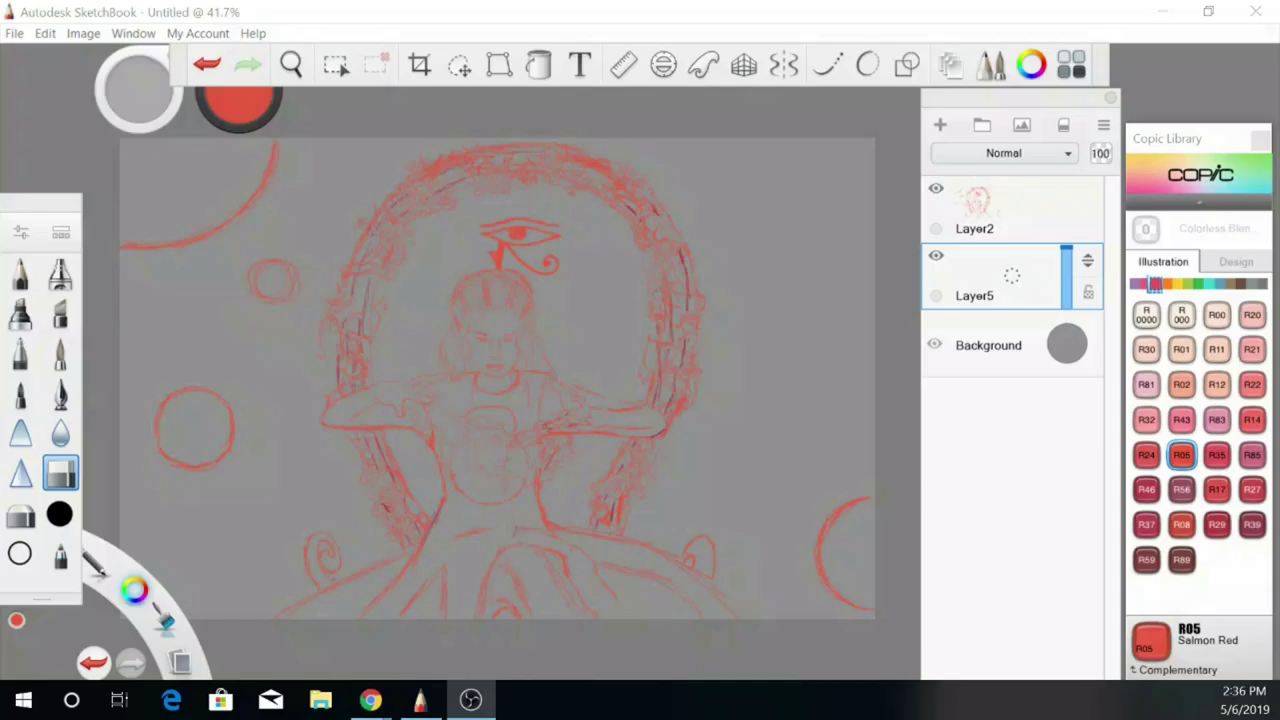 Autodesk SketchBook - Untitled @ 41.7%
File Edit Image Window My Account Help
T
Normal 100
Layer2
Layer5
Background
Copic Library
COPIC
0 Colorless Blen...
Illustration Design
R0000 R000 R00 R20
R30 R01 R11 R21
R81 R02 R12 R22
R32 R43 R83 R14
R24 R05 R35 R85
R46 R56 R17 R27
R37 R08 R29 R39
R59 R89
R05
Salmon Red
R05
Complementary
2:36 PM
5/6/2019